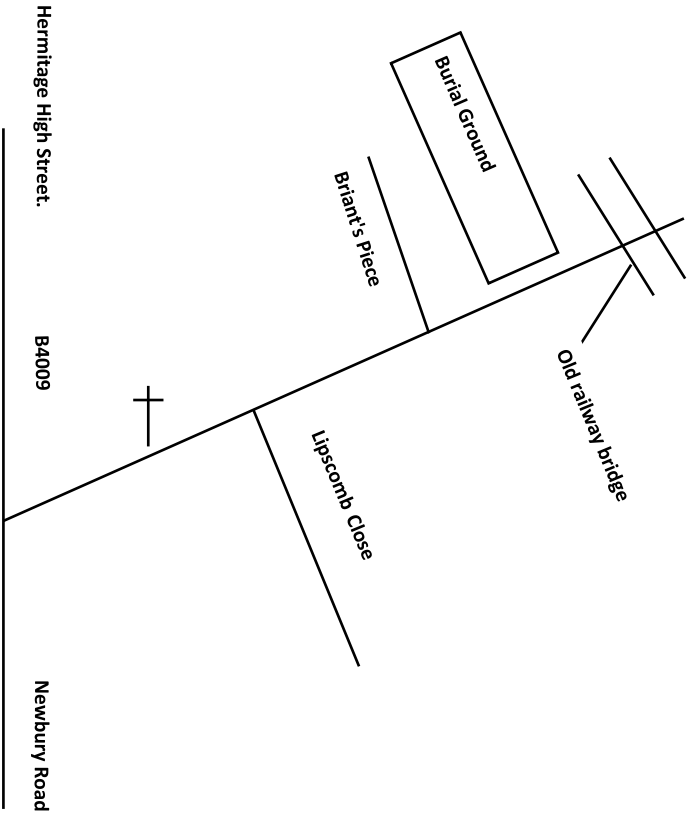 Old railway bridge
Burial Ground
Briant's Piece
Lipscomb Close
Hermitage High Street. B4009 Newbury Road